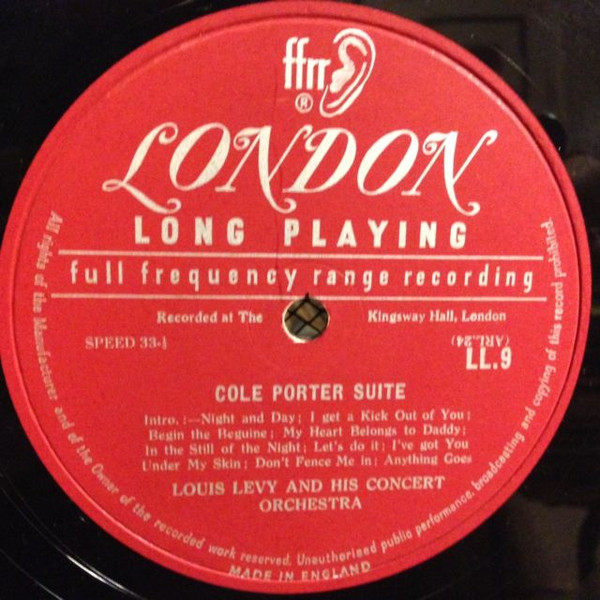 ffrr
®
LONDON
LONG PLAYING
full frequency range recording
Recorded at The Kingsway Hall, London
SPEED 33-⅓
(ARL.24)
LL.9
COLE PORTER SUITE
Intro.:—Night and Day; I get a Kick Out of You;
Begin the Beguine; My Heart Belongs to Daddy;
In the Still of the Night; Let's do it; I've got You
Under My Skin; Don't Fence Me in; Anything Goes
LOUIS LEVY AND HIS CONCERT
ORCHESTRA
All rights of the Manufacturer and of the Owner of the recorded work reserved. Unauthorised public performance, broadcasting and copying of this record prohibited.
MADE IN ENGLAND